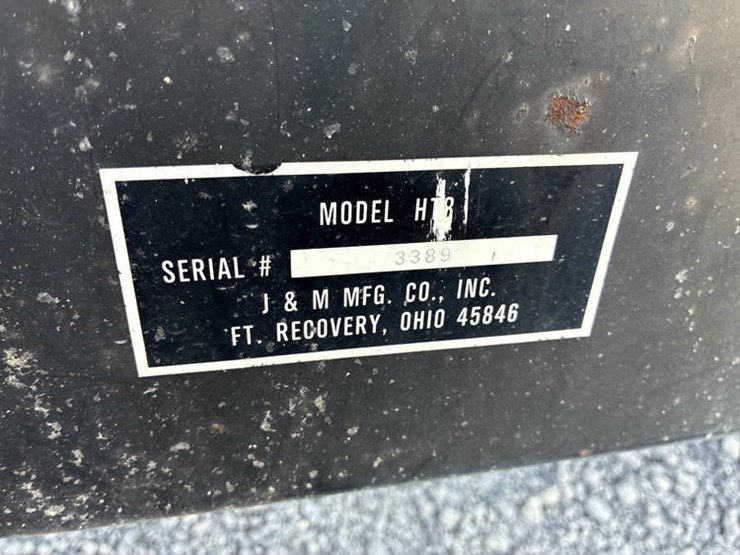 MODEL HT8
SERIAL # 3389
J & M MFG. CO., INC.
FT. RECOVERY, OHIO 45846